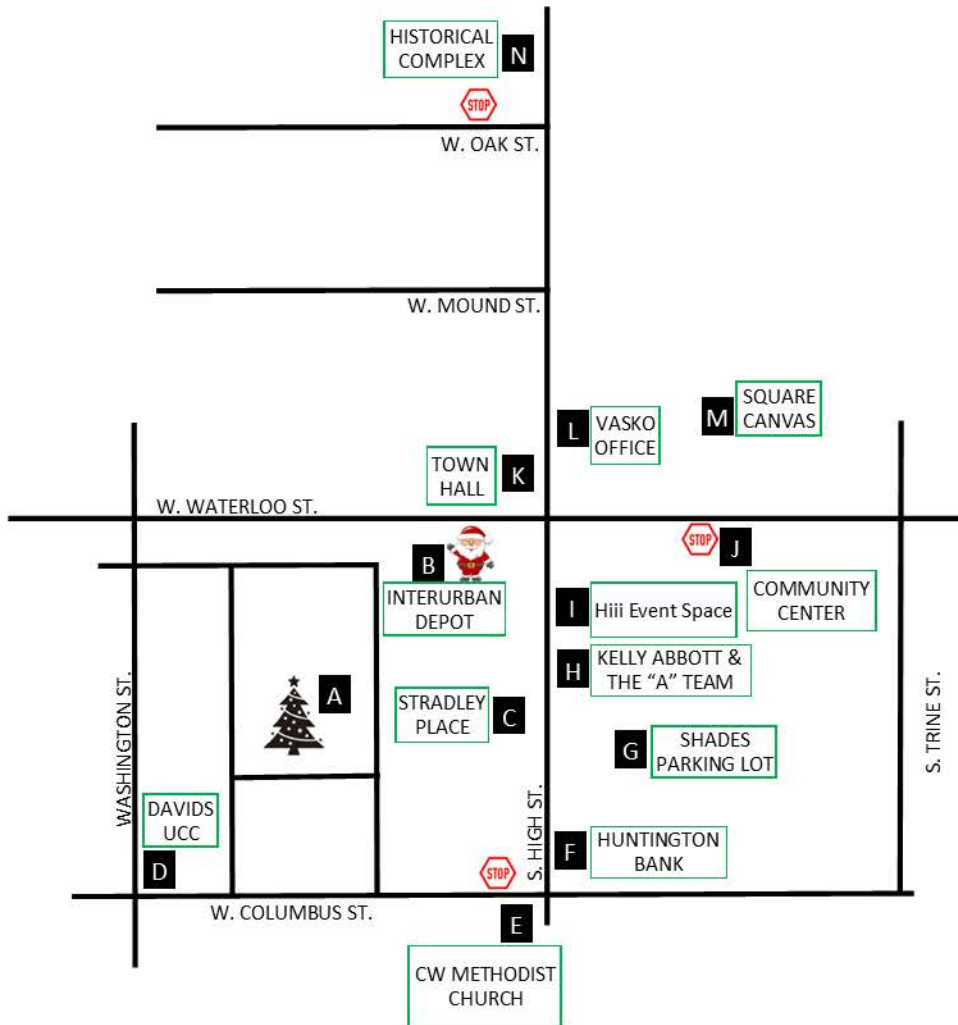 HISTORICAL
COMPLEX
N
STOP
W. OAK ST.
W. MOUND ST.
L
VASKO
OFFICE
M
SQUARE
CANVAS
TOWN
HALL
K
W. WATERLOO ST.
B
INTERURBAN
DEPOT
STOP
J
I
Hiii Event Space
COMMUNITY
CENTER
H
KELLY ABBOTT &
THE “A” TEAM
A
STRADLEY
PLACE
C
G
SHADES
PARKING LOT
WASHINGTON ST.
S. HIGH ST.
S. TRINE ST.
DAVIDS
UCC
D
STOP
F
HUNTINGTON
BANK
W. COLUMBUS ST.
E
CW METHODIST
CHURCH